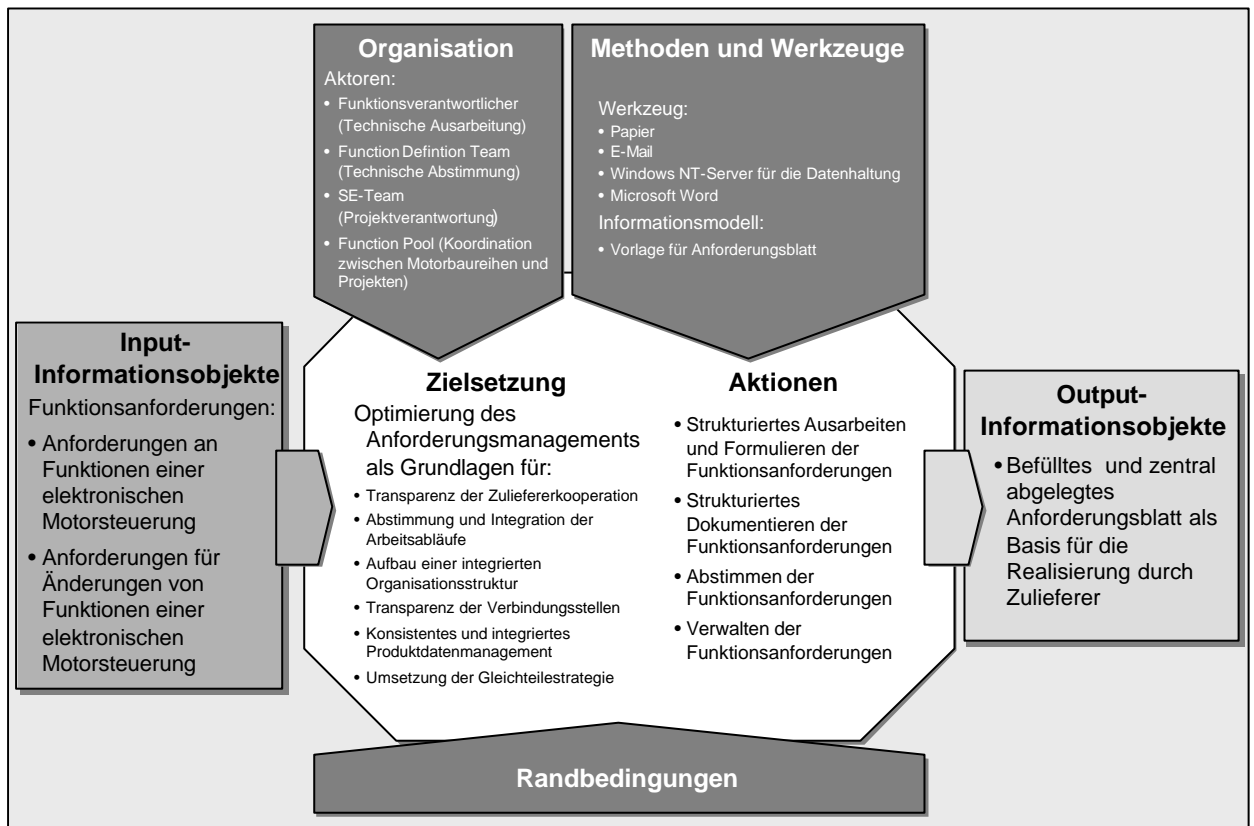 Organisation
Aktoren:
• Funktionsverantwortlicher
(Technische Ausarbeitung)
• Function Defintion Team
(Technische Abstimmung)
• SE-Team
(Projektverantwortung)
• Function Pool (Koordination
zwischen Motorbaureihen und
Projekten)
Methoden und Werkzeuge
Werkzeug:
• Papier
• E-Mail
• Windows NT-Server für die Datenhaltung
• Microsoft Word
Informationsmodell:
• Vorlage für Anforderungsblatt
Input-
Informationsobjekte
Funktionsanforderungen:
• Anforderungen an
Funktionen einer
elektronischen
Motorsteuerung
• Anforderungen für
Änderungen von
Funktionen einer
elektronischen
Motorsteuerung
Zielsetzung
Optimierung des
Anforderungsmanagements
als Grundlagen für:
• Transparenz der Zuliefererkooperation
• Abstimmung und Integration der
Arbeitsabläufe
• Aufbau einer integrierten
Organisationsstruktur
• Transparenz der Verbindungsstellen
• Konsistentes und integriertes
Produktdatenmanagement
• Umsetzung der Gleichteilestrategie
Aktionen
• Strukturiertes Ausarbeiten
und Formulieren der
Funktionsanforderungen
• Strukturiertes
Dokumentieren der
Funktionsanforderungen
• Abstimmen der
Funktionsanforderungen
• Verwalten der
Funktionsanforderungen
Output-
Informationsobjekte
• Befülltes und zentral
abgelegtes
Anforderungsblatt als
Basis für die
Realisierung durch
Zulieferer
Randbedingungen